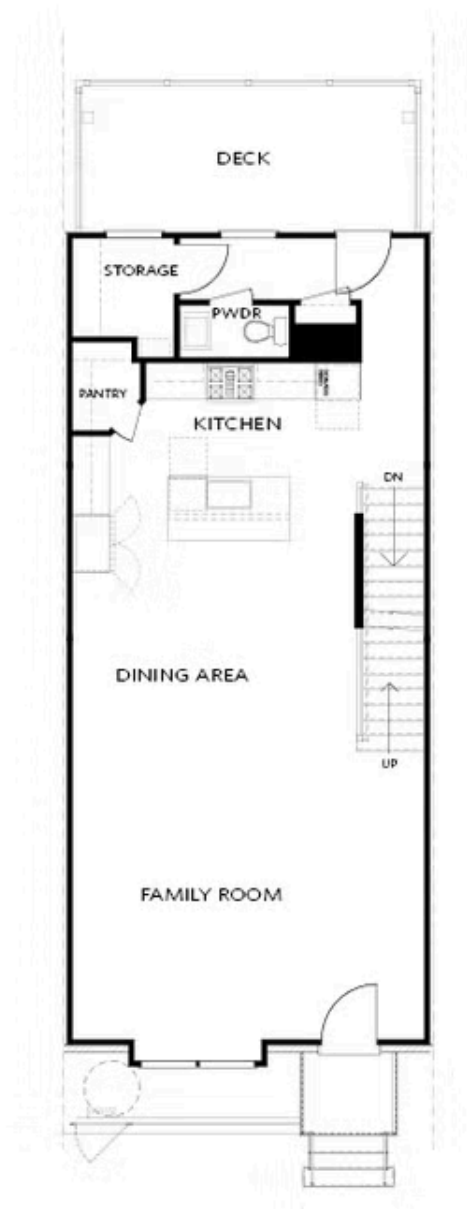 DECK
STORAGE
PWDR
PANTRY
KITCHEN
DN
DINING AREA
UP
FAMILY ROOM